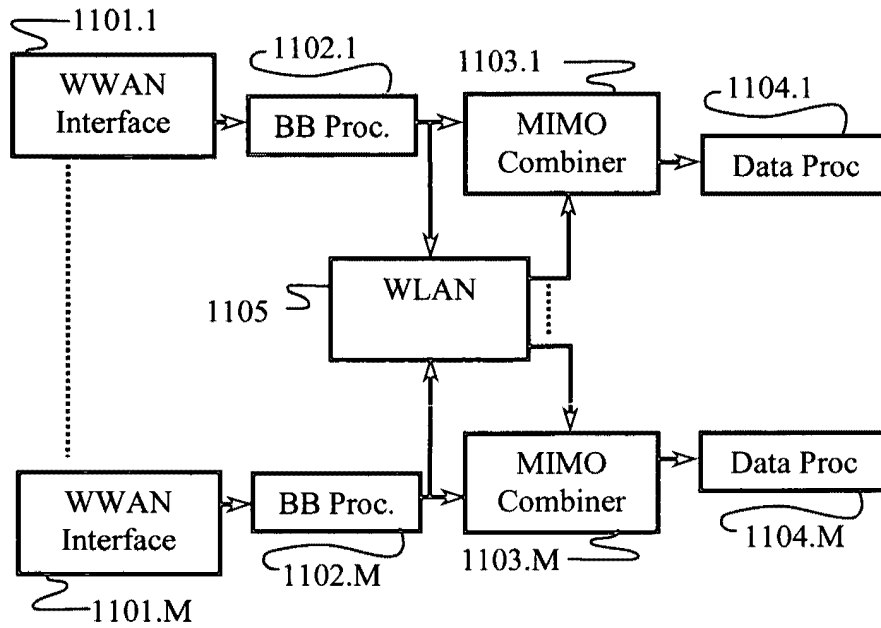 1101.1
1102.1
1103.1
1104.1
WWAN
Interface
BB Proc.
MIMO
Combiner
Data Proc
WLAN
1105
WWAN
Interface
BB Proc.
MIMO
Combiner
Data Proc
1101.M
1102.M
1103.M
1104.M